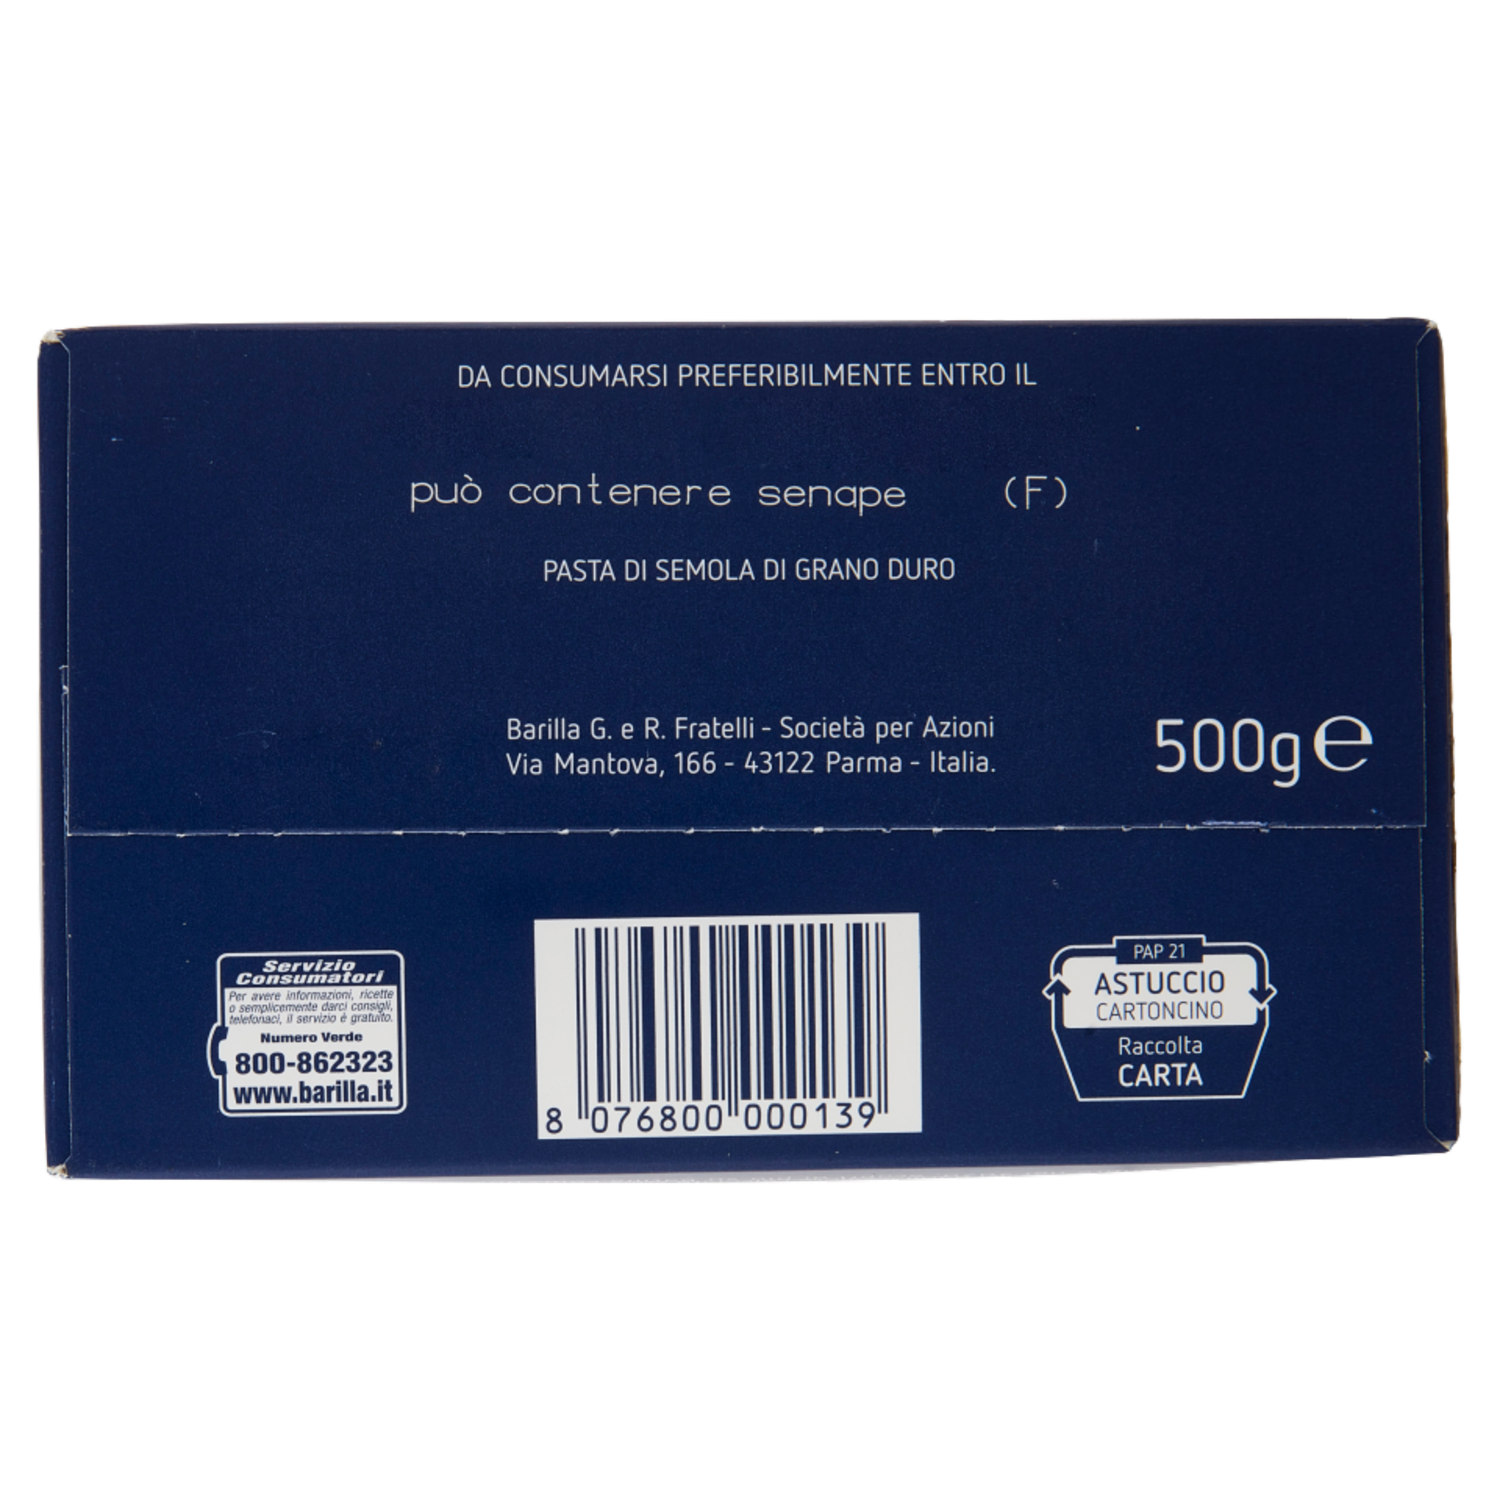 DA CONSUMARSI PREFERIBILMENTE ENTRO IL
può contenere senape (F)
PASTA DI SEMOLA DI GRANO DURO
Barilla G. e R. Fratelli - Società per Azioni
Via Mantova, 166 - 43122 Parma - Italia.
500g ℮
Servizio
Consumatori
Per avere informazioni, ricette
o semplicemente darci consigli,
telefonaci, il servizio è gratuito.
Numero Verde
800-862323
www.barilla.it
8 076800 000139
PAP 21
ASTUCCIO
CARTONCINO
Raccolta
CARTA